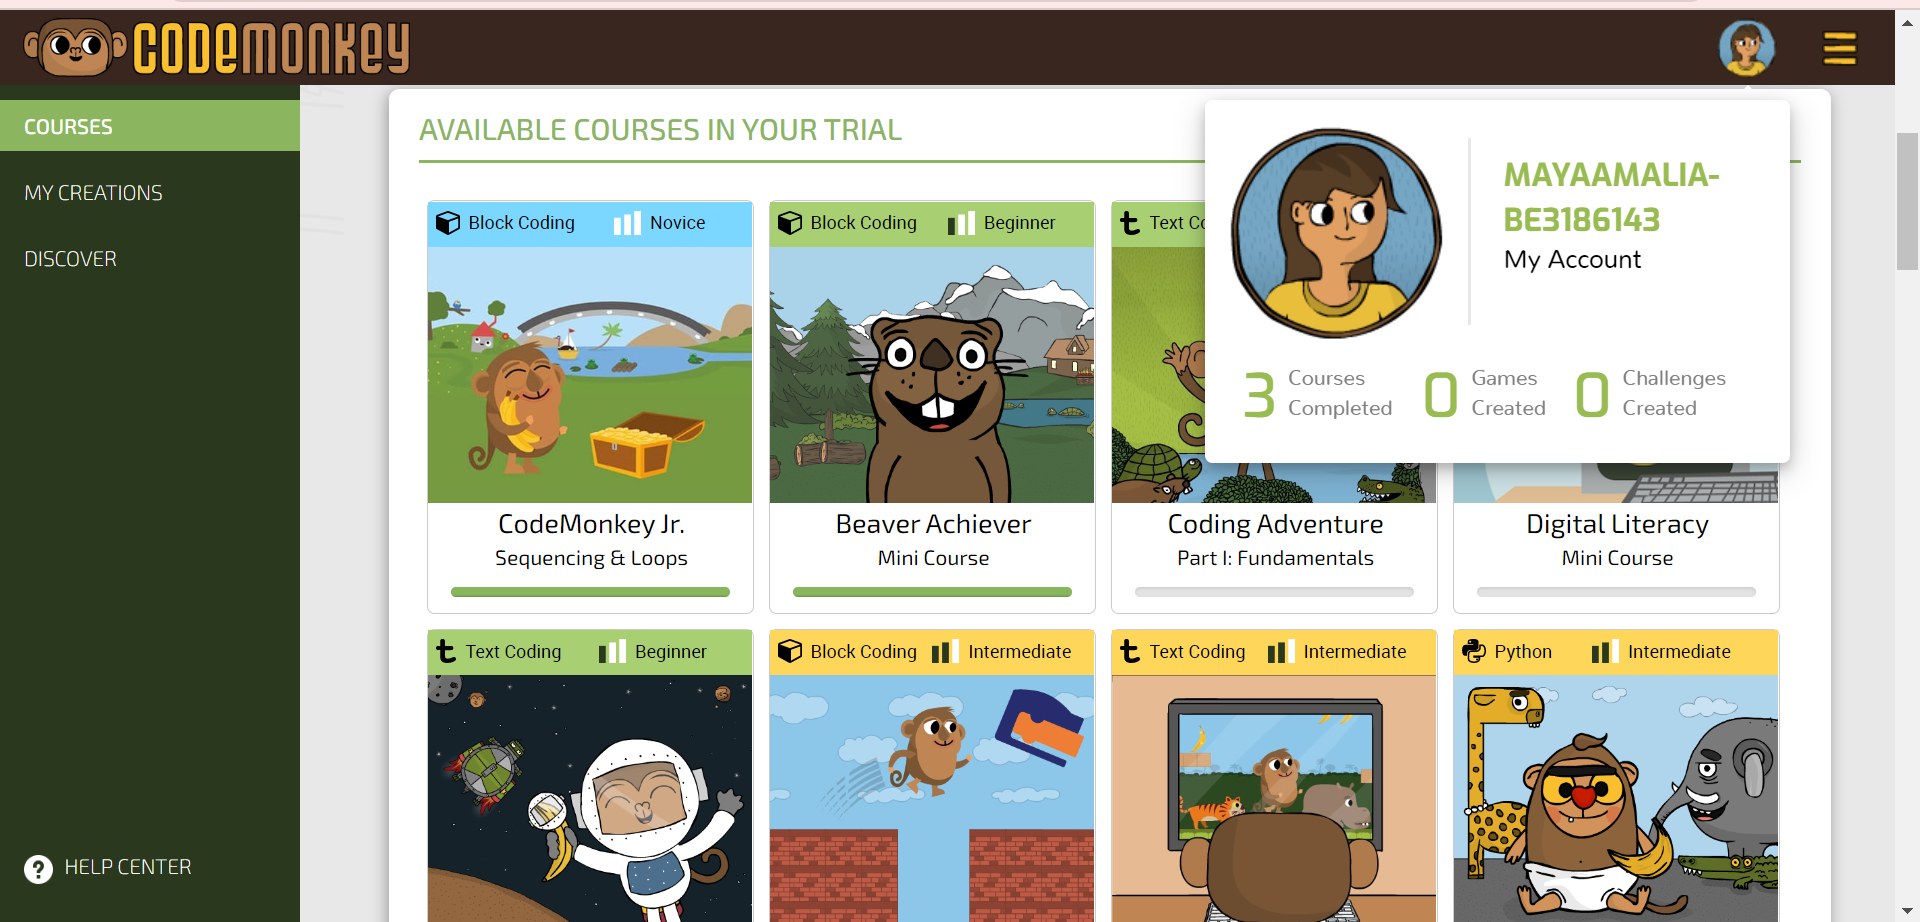 CODEMONKEY
COURSES
MY CREATIONS
DISCOVER
HELP CENTER
AVAILABLE COURSES IN YOUR TRIAL
MAYAAMALIA-
BE3186143
My Account
3 Courses Completed
0 Games Created
0 Challenges Created
Block Coding Novice
Block Coding Beginner
Text Co
CodeMonkey Jr.
Sequencing & Loops
Beaver Achiever
Mini Course
Coding Adventure
Part I: Fundamentals
Digital Literacy
Mini Course
Text Coding Beginner
Block Coding Intermediate
Text Coding Intermediate
Python Intermediate